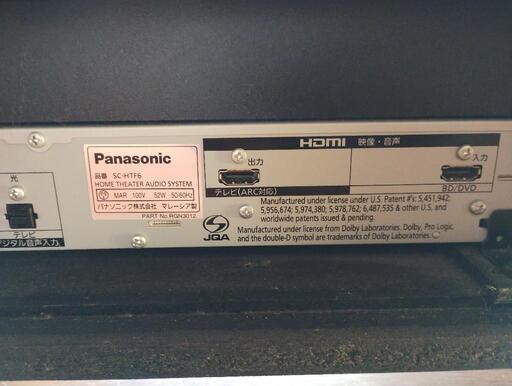 Panasonic
品番 SC-HTF6
HOME THEATER AUDIO SYSTEM
MAR 100V 52W 50/60Hz
パナソニック株式会社 マレーシア製
PART No.RGN3012
光
テレビ
デジタル音声入力
HDMI 映像・音声
出力
テレビ(ARC対応)
入力
BD/DVD
Manufactured under license under U.S. Patent #'s: 5,451,942;
5,956,674; 5,974,380; 5,978,762; 6,487,535 & other U.S. and
worldwide patents issued & pending.
JQA
Manufactured under license from Dolby Laboratories. Dolby, Pro Logic,
and the double-D symbol are trademarks of Dolby Laboratories.